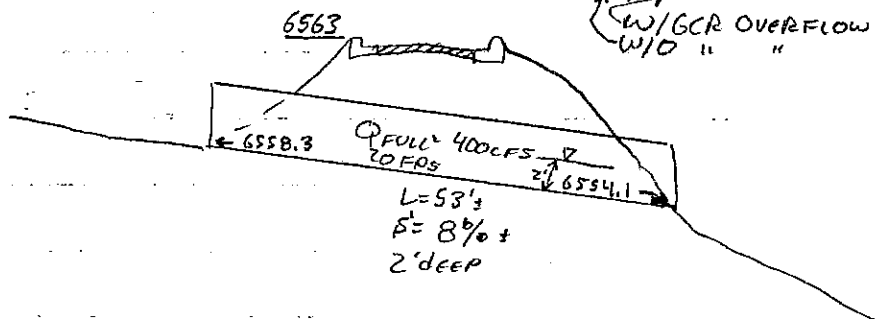 W/GCR OVERFLOW
W/O " "
6563
6558.3
QFULL= 400CFS
20 FPS
2'
6554.1
L=53'±
S= 8%±
2' DEEP